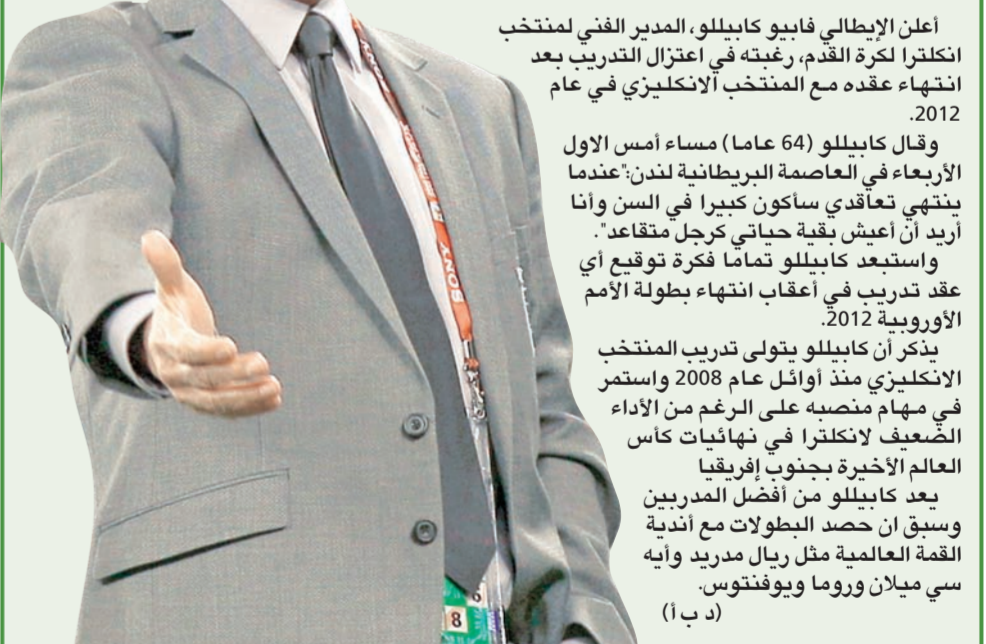 أعلن الإيطالي فابيو كابيللو، المدير الفني لمنتخب
انكلترا لكرة القدم، رغبته في اعتزال التدريب بعد
انتهاء عقده مع المنتخب الانكليزي في عام
2012.
وقال كابيللو (64 عاما) مساء أمس الاول
الأربعاء في العاصمة البريطانية لندن:"عندما
ينتهي تعاقدي سأكون كبيرا في السن وأنا
أريد أن أعيش بقية حياتي كرجل متقاعد".
واستبعد كابيللو تماما فكرة توقيع أي
عقد تدريب في أعقاب انتهاء بطولة الأمم
الأوروبية 2012.
يذكر أن كابيللو يتولى تدريب المنتخب
الانكليزي منذ أوائل عام 2008 واستمر
في مهام منصبه على الرغم من الأداء
الضعيف لانكلترا في نهائيات كأس
العالم الأخيرة بجنوب إفريقيا
يعد كابيللو من أفضل المدربين
وسبق ان حصد البطولات مع أندية
القمة العالمية مثل ريال مدريد وأيه
سي ميلان وروما ويوفنتوس.
(د ب أ)
SONY
8